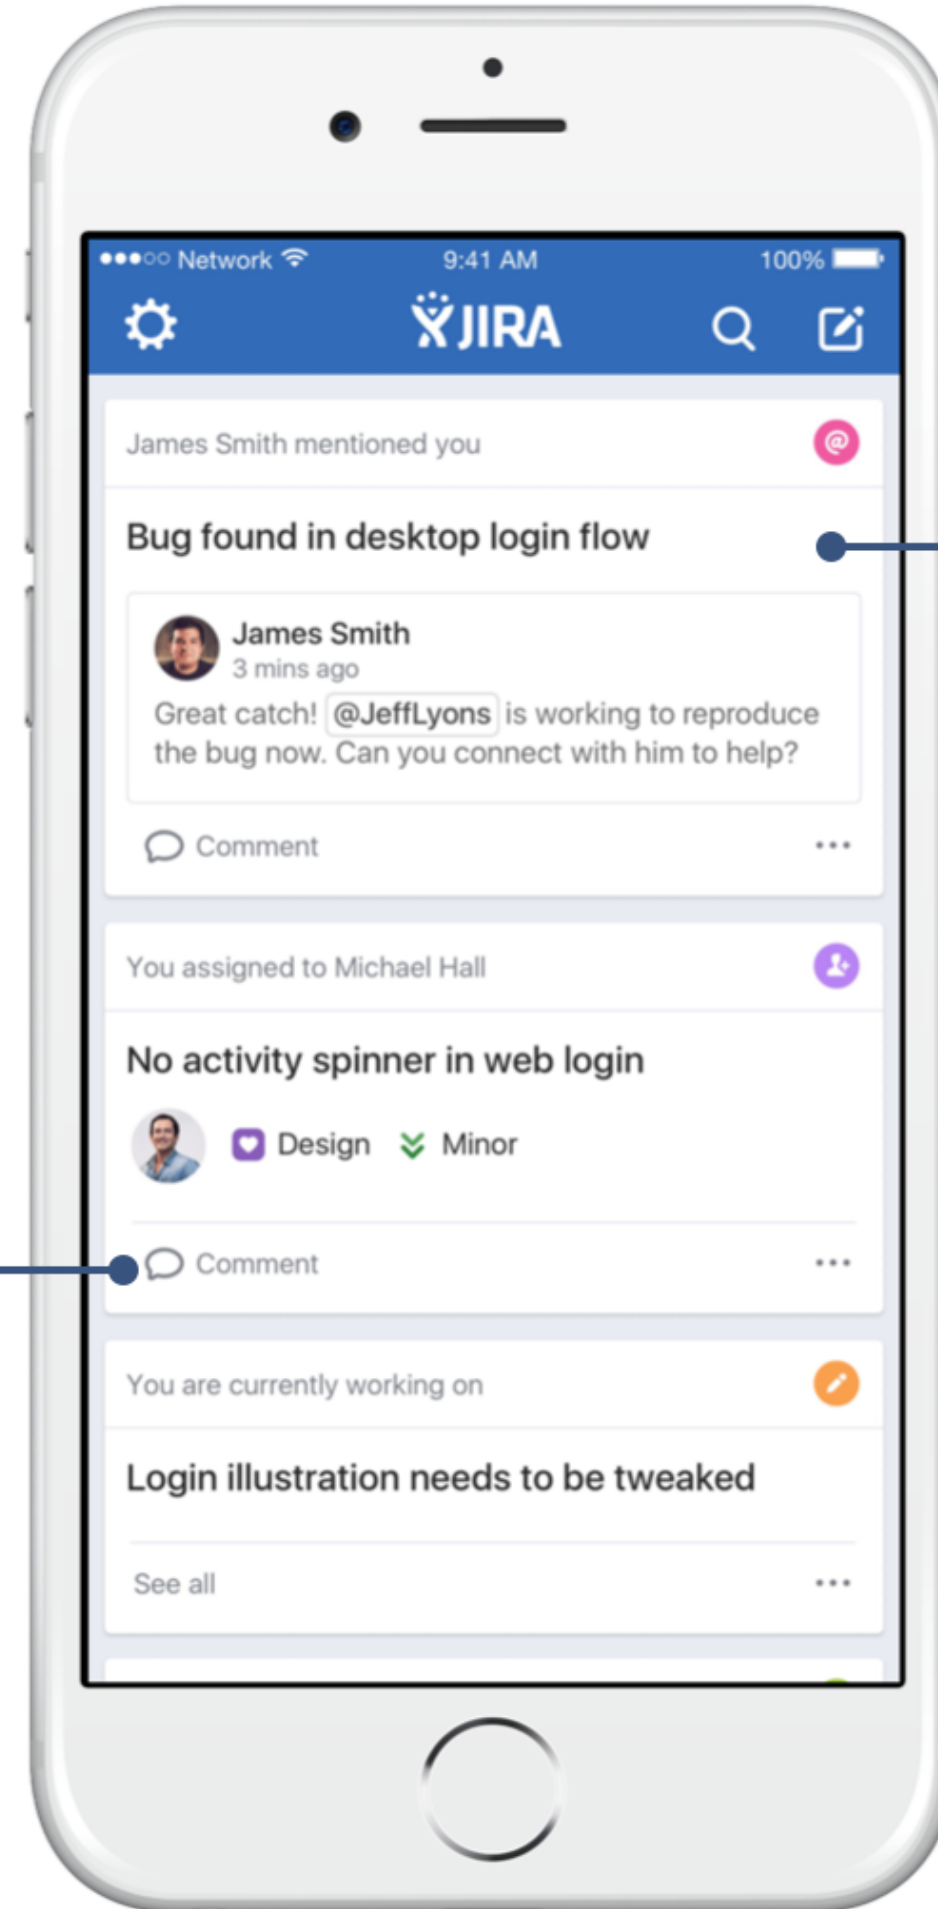 Network 9:41 AM 100%
JIRA
James Smith mentioned you
@
Bug found in desktop login flow
James Smith
3 mins ago
Great catch! @JeffLyons is working to reproduce
the bug now. Can you connect with him to help?
Comment
You assigned to Michael Hall
No activity spinner in web login
Design Minor
Comment
You are currently working on
Login illustration needs to be tweaked
See all